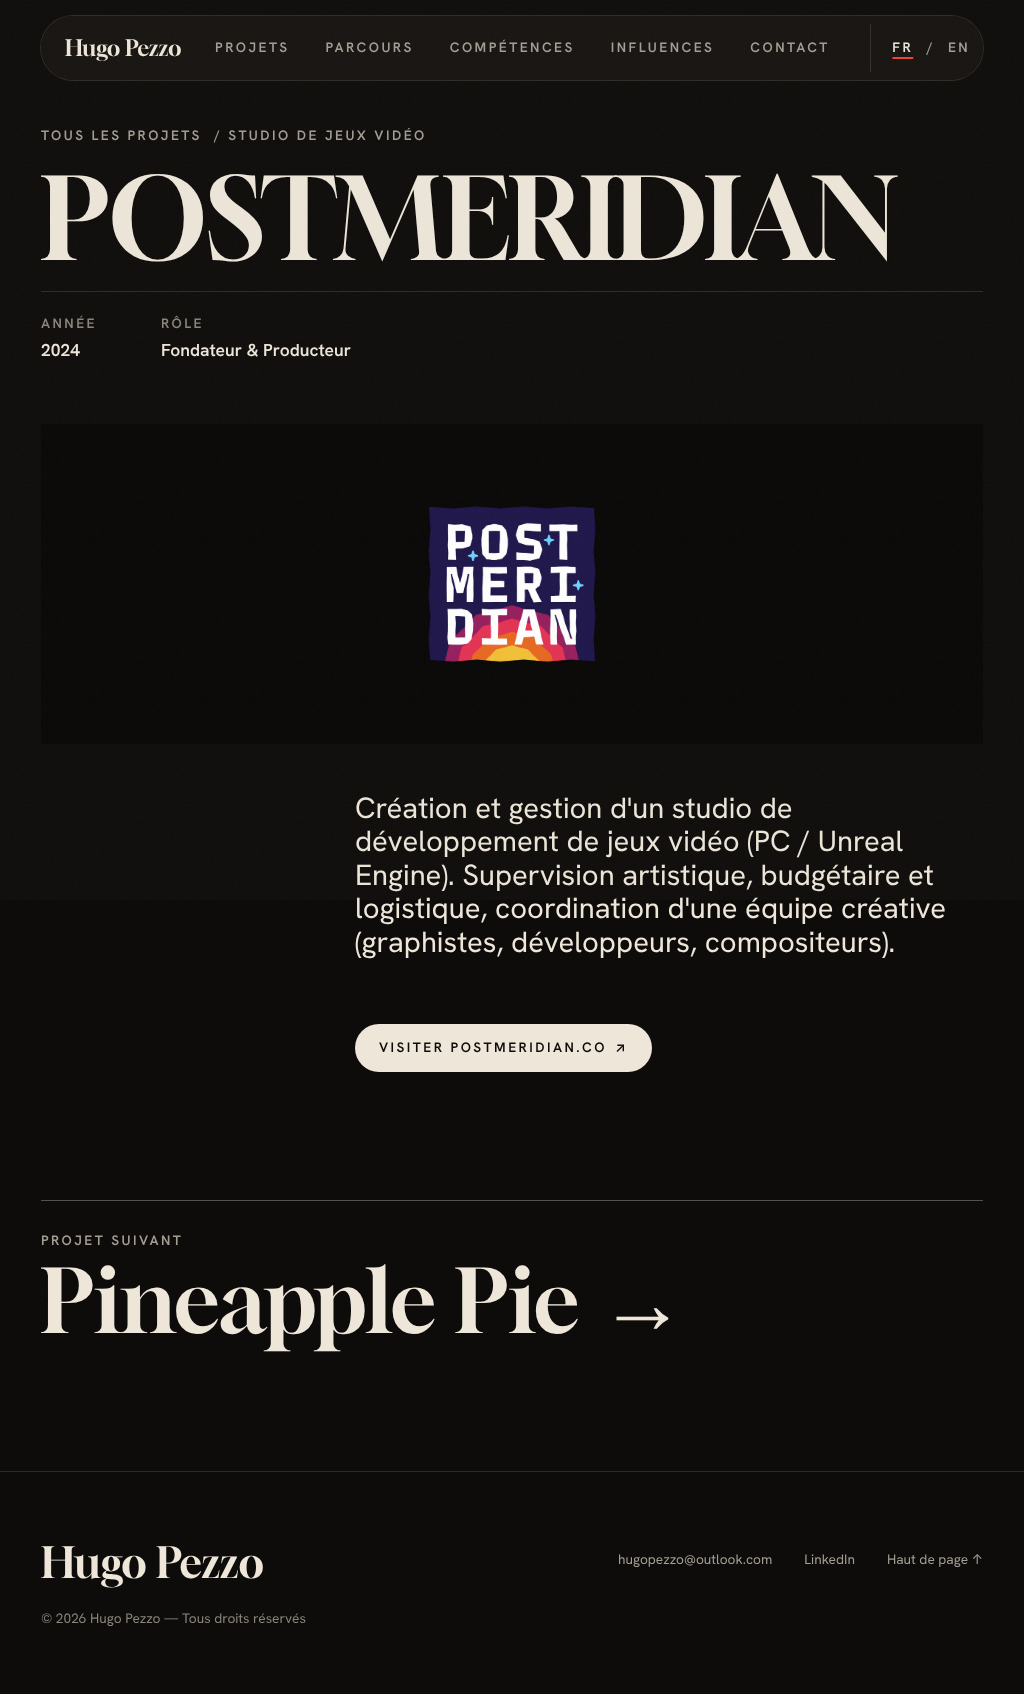 Hugo Pezzo PROJETS PARCOURS COMPÉTENCES INFLUENCES CONTACT FR / EN
TOUS LES PROJETS / STUDIO DE JEUX VIDÉO
POSTMERIDIAN
ANNÉE RÔLE
2024 Fondateur & Producteur
POST
MERI
DIAN
Création et gestion d'un studio de
développement de jeux vidéo (PC / Unreal
Engine). Supervision artistique, budgétaire et
logistique, coordination d'une équipe créative
(graphistes, développeurs, compositeurs).
VISITER POSTMERIDIAN.CO ↗
PROJET SUIVANT
Pineapple Pie →
Hugo Pezzo
hugopezzo@outlook.com LinkedIn Haut de page ↑
© 2026 Hugo Pezzo — Tous droits réservés